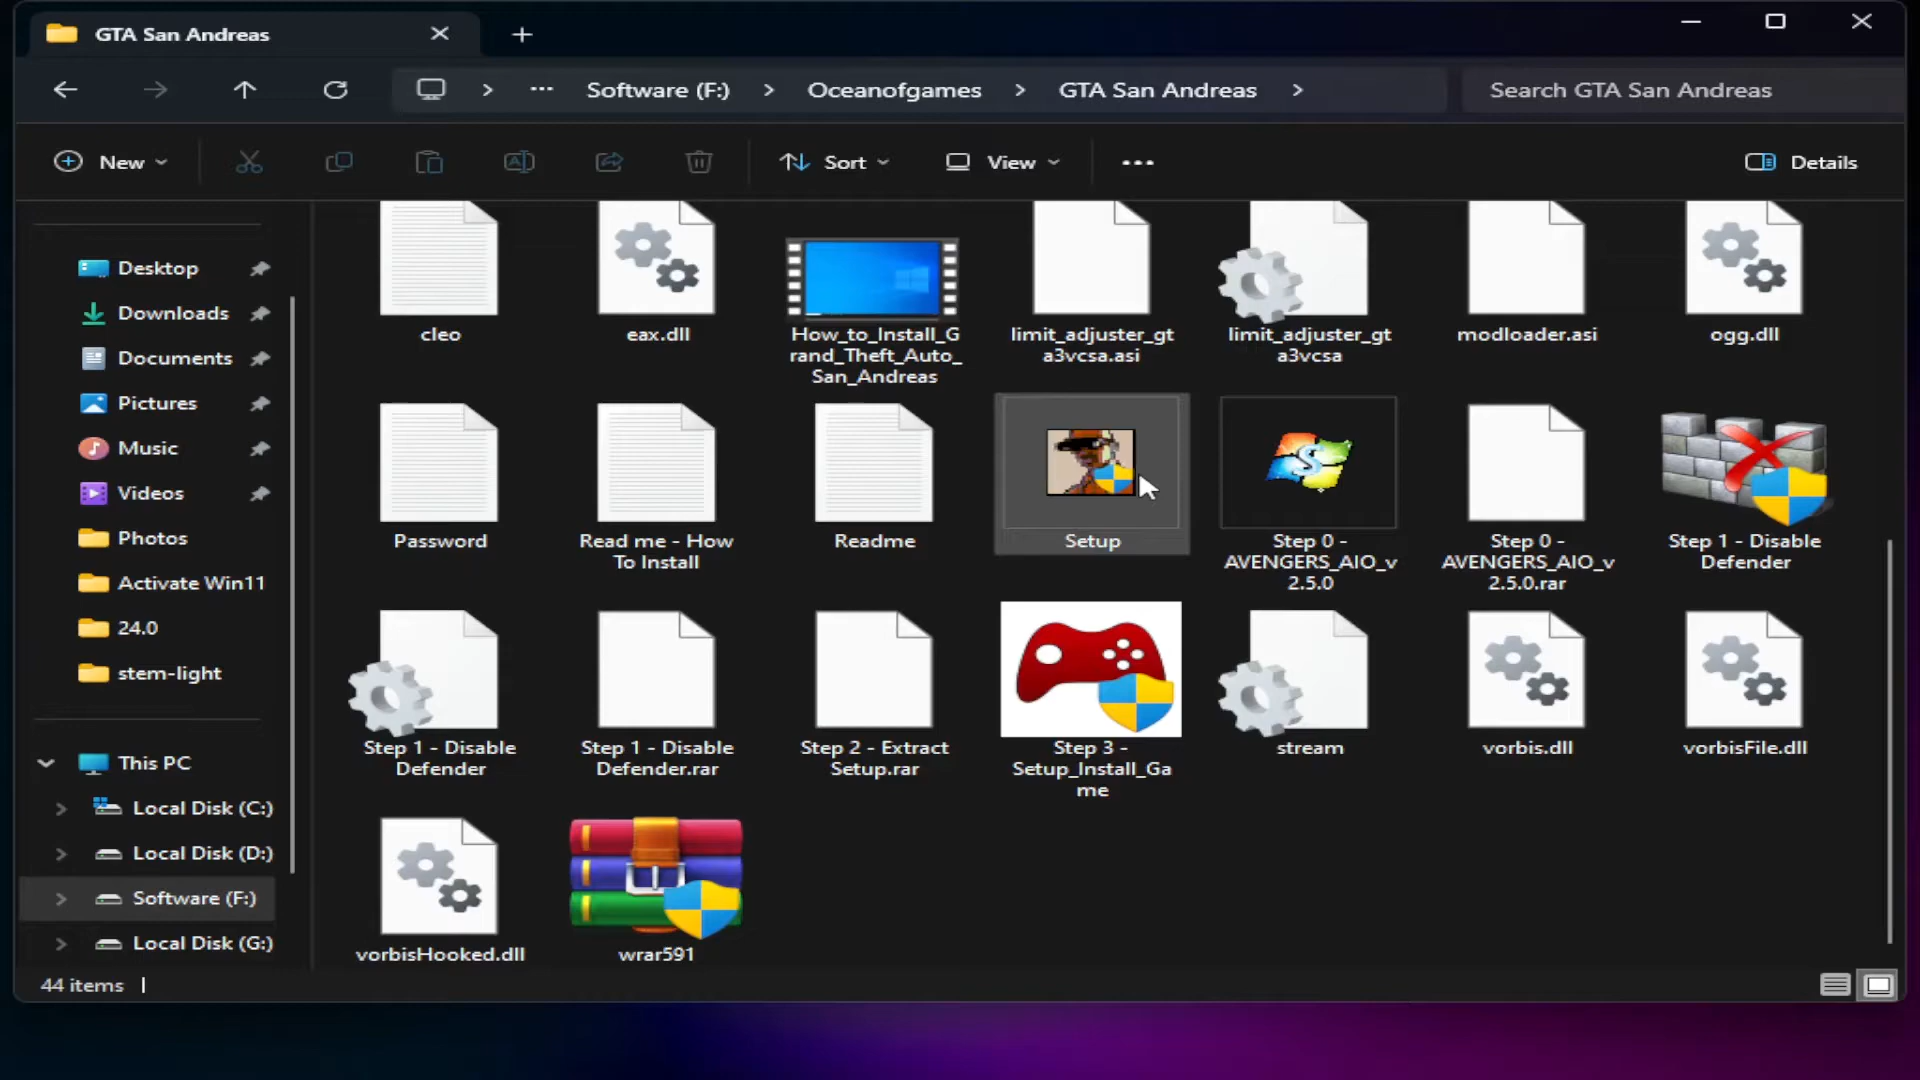 GTA San Andreas
Software (F:) Oceanofgames GTA San Andreas Search GTA San Andreas
New Sort View Details
Desktop
Downloads
Documents
Pictures
Music
Videos
Photos
Activate Win11
24.0
stem-light
This PC
Local Disk (C:)
Local Disk (D:)
Software (F:)
Local Disk (G:)
cleo
eax.dll
How_to_Install_G
rand_Theft_Auto_
San_Andreas
limit_adjuster_gt
a3vcsa.asi
limit_adjuster_gt
a3vcsa
modloader.asi
ogg.dll
Password
Read me - How
To Install
Readme
Setup
Step 0 -
AVENGERS_AIO_v
2.5.0
Step 0 -
AVENGERS_AIO_v
2.5.0.rar
Step 1 - Disable
Defender
Step 1 - Disable
Defender
Step 1 - Disable
Defender.rar
Step 2 - Extract
Setup.rar
Step 3 -
Setup_Install_Ga
me
stream
vorbis.dll
vorbisFile.dll
vorbisHooked.dll
wrar591
44 items